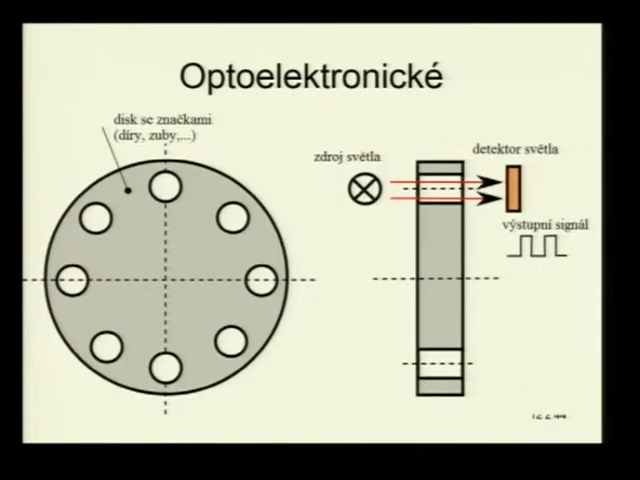 Optoelektronické
disk se značkami
(díry, zuby,...)
zdroj světla
detektor světla
výstupní signál